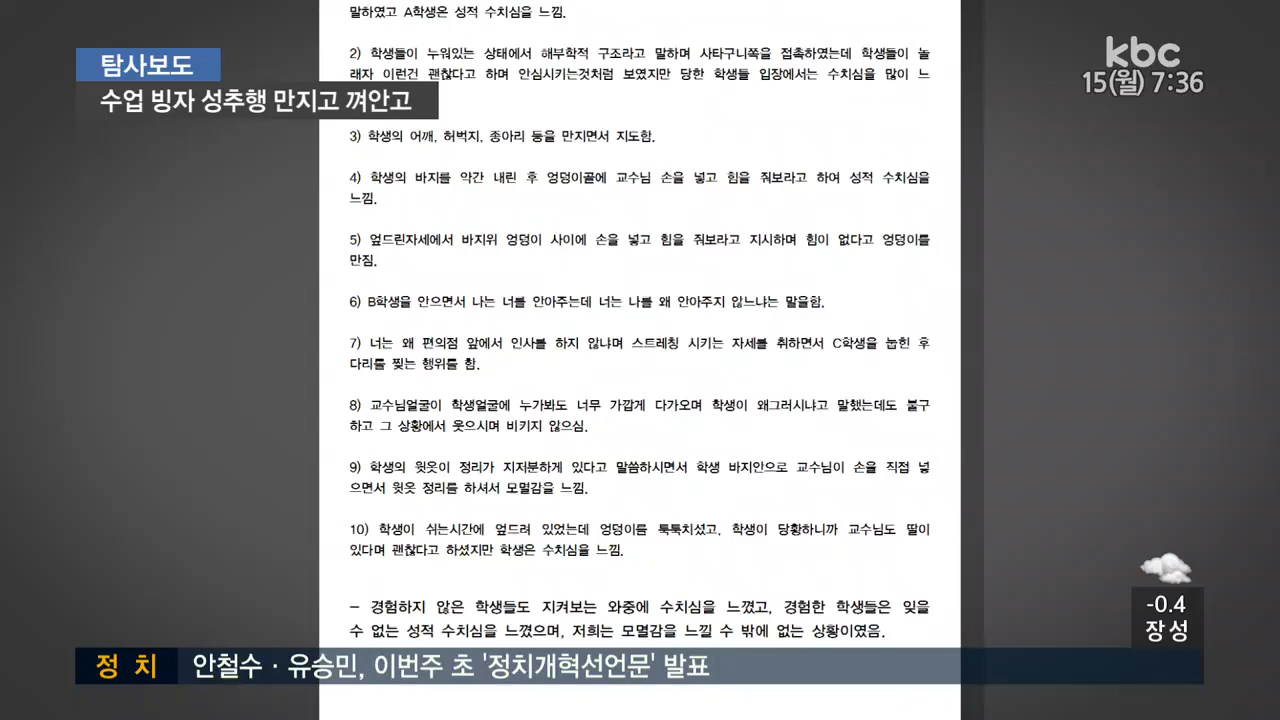 말하였고 A학생은 성적 수치심을 느낌.
탐사보도
수업 빙자 성추행 만지고 껴안고
kbc
15(월) 7:36
2) 학생들이 누워있는 상태에서 해부학적 구조라고 말하며 사타구니쪽을 접촉하였는데 학생들이 놀
래자 이런건 괜찮다고 하며 안심시키는것처럼 보였지만 당한 학생들 입장에서는 수치심을 많이 느
3) 학생의 어깨, 허벅지, 종아리 등을 만지면서 지도함.
4) 학생의 바지를 약간 내린 후 엉덩이골에 교수님 손을 넣고 힘을 줘보라고 하여 성적 수치심을
느낌.
5) 엎드린자세에서 바지위 엉덩이 사이에 손을 넣고 힘을 줘보라고 지시하며 힘이 없다고 엉덩이를
만짐.
6) B학생을 안으면서 나는 너를 안아주는데 너는 나를 왜 안아주지 않느냐는 말을함.
7) 너는 왜 편의점 앞에서 인사를 하지 않냐며 스트레칭 시키는 자세를 취하면서 C학생을 눕힌 후
다리를 찢는 행위를 함.
8) 교수님얼굴이 학생얼굴에 누가봐도 너무 가깝게 다가오며 학생이 왜그러시냐고 말했는데도 불구
하고 그 상황에서 웃으시며 비키지 않으심.
9) 학생의 윗옷이 정리가 지저분하게 있다고 말씀하시면서 학생 바지안으로 교수님이 손을 직접 넣
으면서 윗옷 정리를 하셔서 모멸감을 느낌.
10) 학생이 쉬는시간에 엎드려 있었는데 엉덩이를 툭툭치셨고, 학생이 당황하니까 교수님도 딸이
있다며 괜찮다고 하셨지만 학생은 수치심을 느낌.
- 경험하지 않은 학생들도 지켜보는 와중에 수치심을 느꼈고, 경험한 학생들은 잊을
수 없는 성적 수치심을 느꼈으며, 저희는 모멸감을 느낄 수 밖에 없는 상황이였음.
-0.4
장성
정 치 안철수·유승민, 이번주 초 '정치개혁선언문' 발표